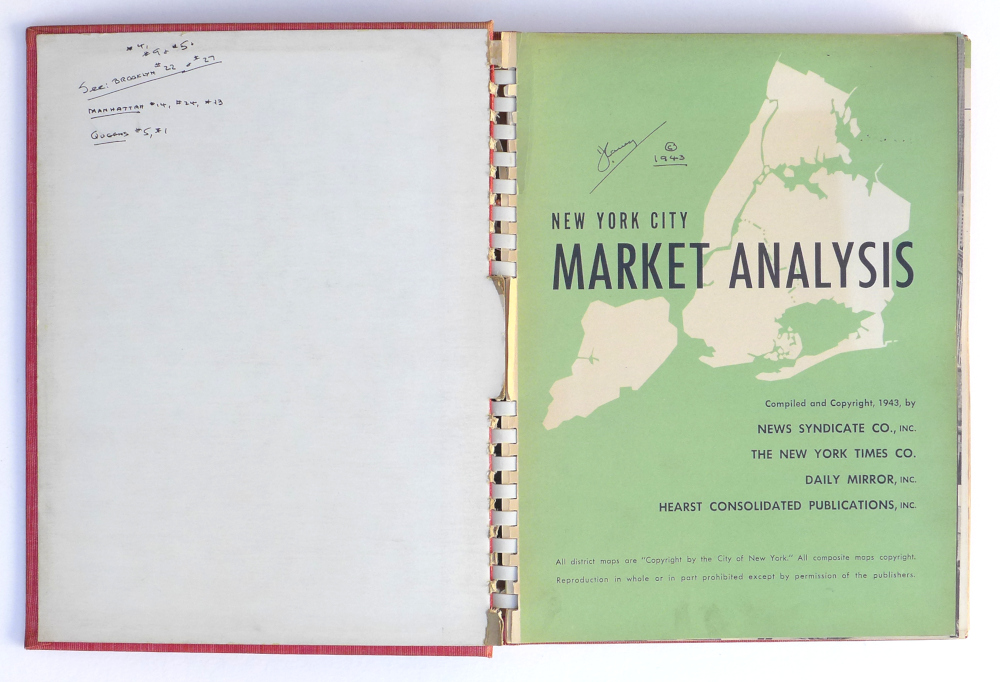 #4,
#9 & #5.
See: BROOKLYN #22 & #27
MANHATTAN #14, #24, #13
QUEENS #5, #1
©
1943
NEW YORK CITY
MARKET ANALYSIS
Compiled and Copyright, 1943, by
NEWS SYNDICATE CO., INC.
THE NEW YORK TIMES CO.
DAILY MIRROR, INC.
HEARST CONSOLIDATED PUBLICATIONS, INC.
All district maps are "Copyright by the City of New York." All composite maps copyright.
Reproduction in whole or in part prohibited except by permission of the publishers.